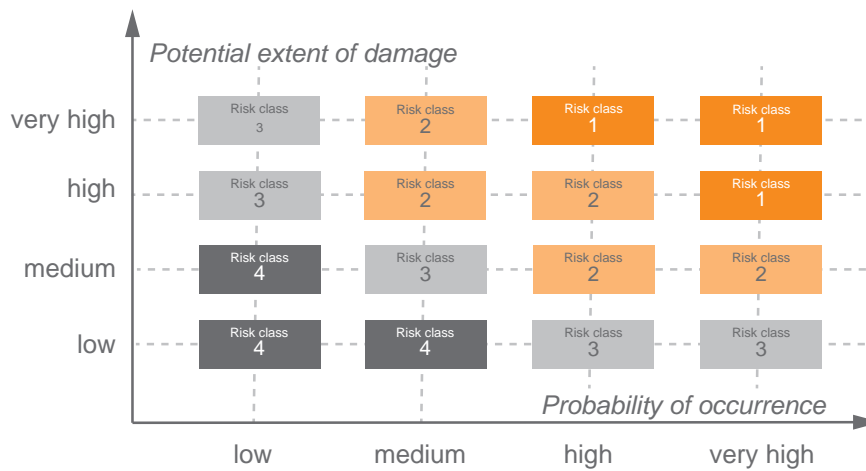 Potential extent of damage
very high
Risk class
3
Risk class
2
Risk class
1
Risk class
1
high
Risk class
3
Risk class
2
Risk class
2
Risk class
1
medium
Risk class
4
Risk class
3
Risk class
2
Risk class
2
low
Risk class
4
Risk class
4
Risk class
3
Risk class
3
Probability of occurrence
low
medium
high
very high